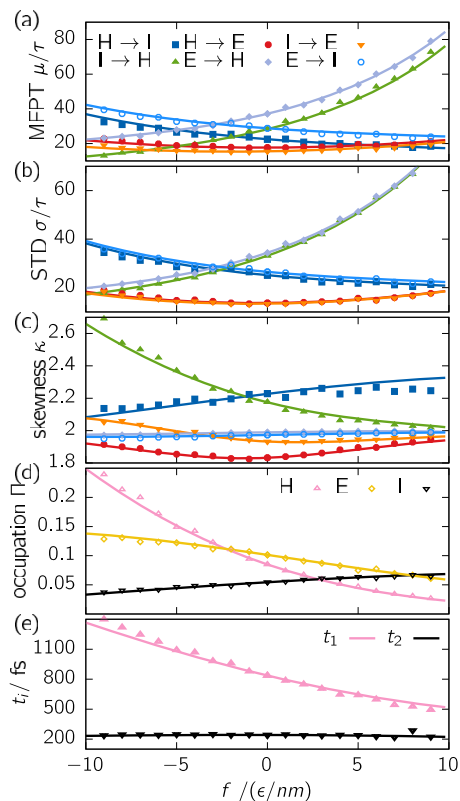 (a)
MFPT μ/τ
H → I H → E I → E
I → H E → H E → I
80
60
40
20
(b)
STD σ/τ
60
40
20
(c)
skewness κ
2.6
2.4
2.2
2
1.8
(d)
occupation Π
H E I
0.2
0.15
0.1
0.05
(e)
t_i / fs
t_1 t_2
1100
800
500
200
−10 −5 0 5 10
f /(ϵ/nm)